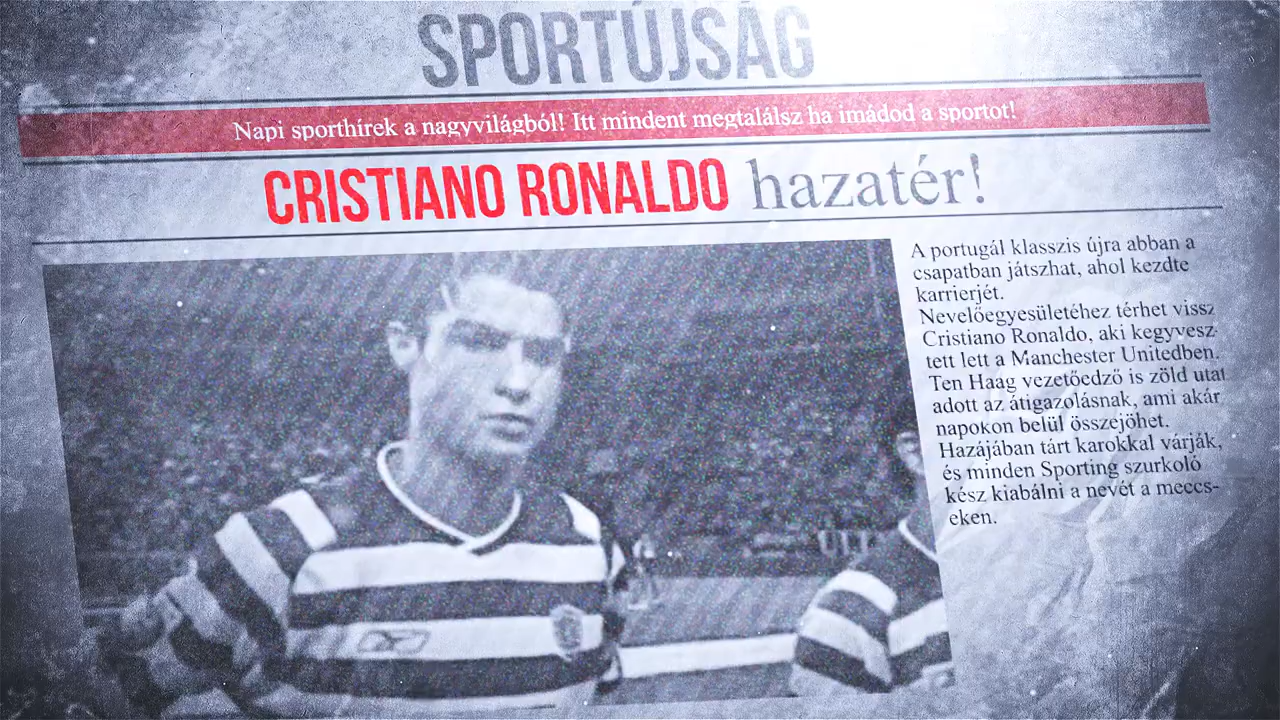 SPORTÚJSÁG
Napi sporthírek a nagyvilágból! Itt mindent megtalálsz ha imádod a sportot!
CRISTIANO RONALDO hazatér!
A portugál klasszis újra abban a
csapatban játszhat, ahol kezdte
karrierjét.
Nevelőegyesületéhez térhet vissz
Cristiano Ronaldo, aki kegyvesz-
tett lett a Manchester Unitedben.
Ten Haag vezetőedző is zöld utat
adott az átigazolásnak, ami akár
napokon belül összejöhet.
Hazájában tárt karokkal várják,
és minden Sporting szurkoló
kész kiabálni a nevét a meccs-
eken.